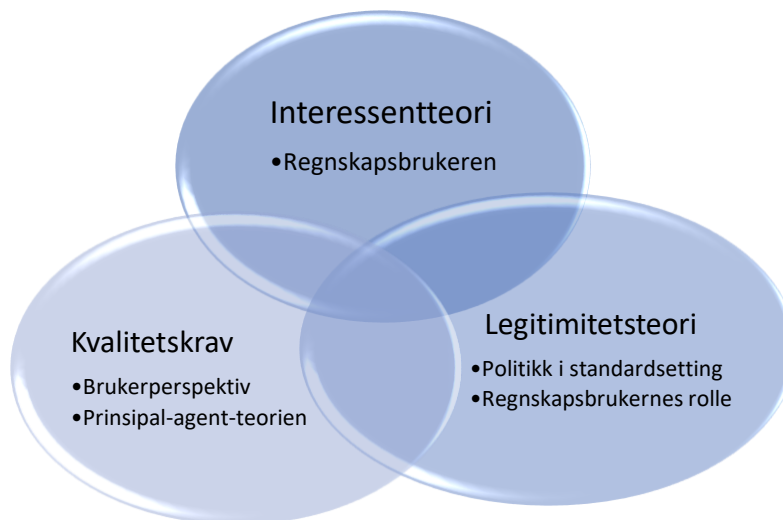 Interessentteori
•Regnskapsbrukeren
Kvalitetskrav
•Brukerperspektiv
•Prinsipal-agent-teorien
Legitimitetsteori
•Politikk i standardsetting
•Regnskapsbrukernes rolle